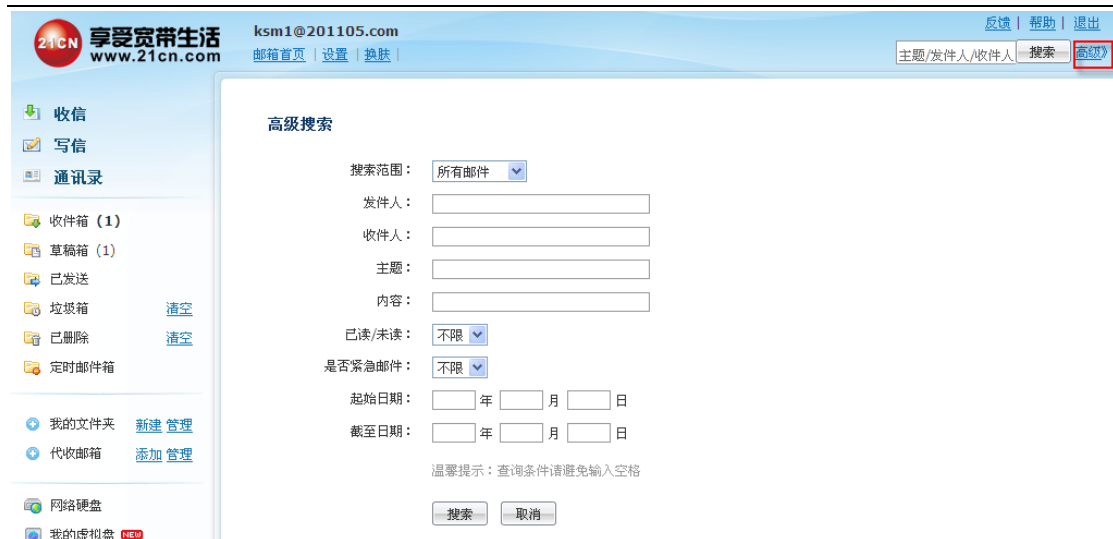 21CN 享受宽带生活
www.21cn.com
ksm1@201105.com
邮箱首页 | 设置 | 换肤 |
反馈 | 帮助 | 退出
主题/发件人/收件人 搜索 高级》
收信
写信
通讯录
收件箱 (1)
草稿箱 (1)
已发送
垃圾箱 清空
已删除 清空
定时邮件箱
我的文件夹 新建 管理
代收邮箱 添加 管理
网络硬盘
我的虚拟盘 NEW
高级搜索
搜索范围： 所有邮件
发件人：
收件人：
主题：
内容：
已读/未读： 不限
是否紧急邮件： 不限
起始日期： 年 月 日
截至日期： 年 月 日
温馨提示：查询条件请避免输入空格
搜索 取消